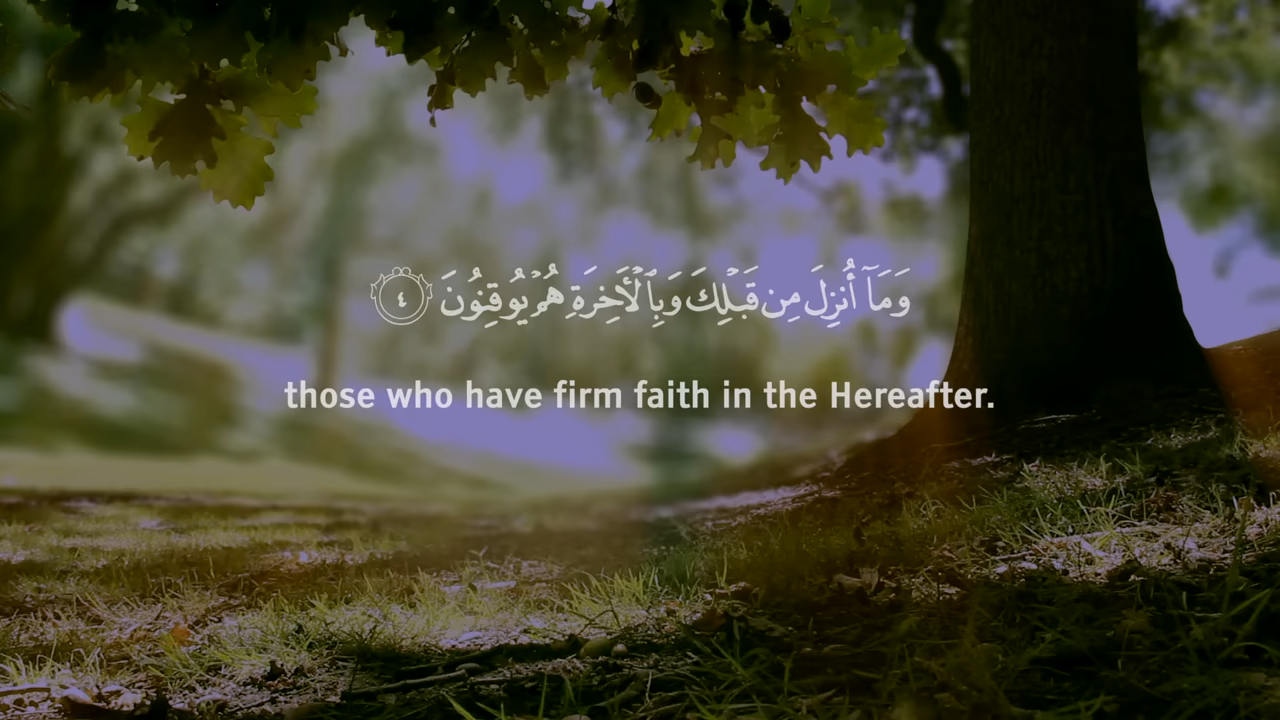 وَمَآ أُنزِلَ مِن قَبْلِكَ وَبِٱلْأَخِرَةِ هُمْ يُوقِنُونَ ٤
those who have firm faith in the Hereafter.